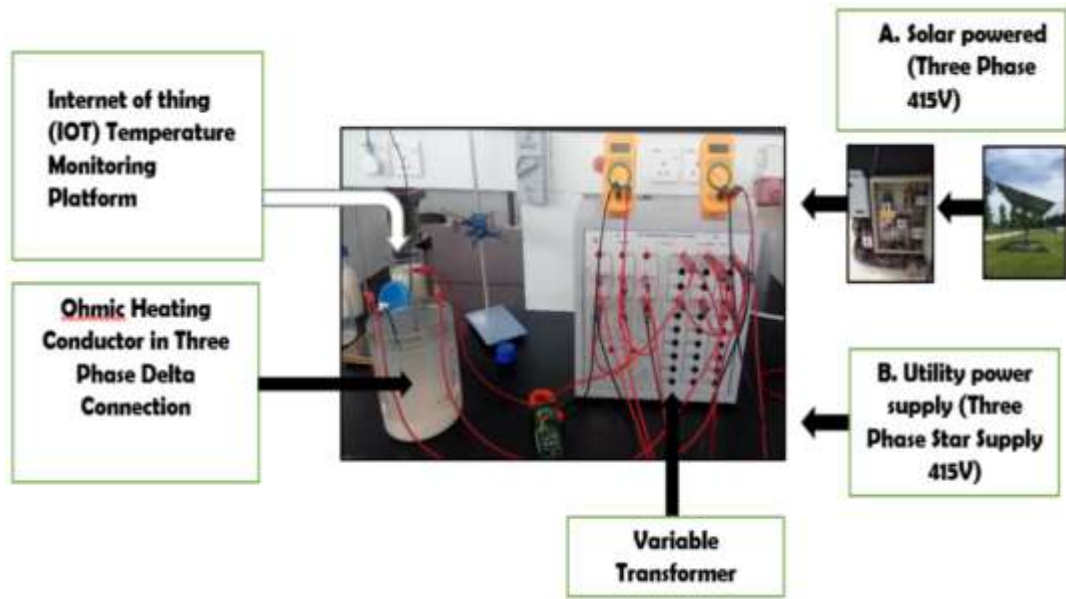 Internet of thing
(IOT) Temperature
Monitoring
Platform
Ohmic Heating
Conductor in Three
Phase Delta
Connection
A. Solar powered
(Three Phase
415V)
B. Utility power
supply (Three
Phase Star Supply
415V)
Variable
Transformer